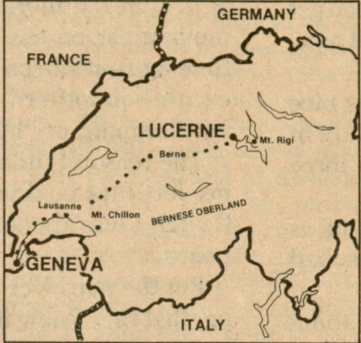 GERMANY
FRANCE
LUCERNE
Mt. Rigi
Berne
Lausanne
Mt. Chillon
BERNESE OBERLAND
GENEVA
ITALY